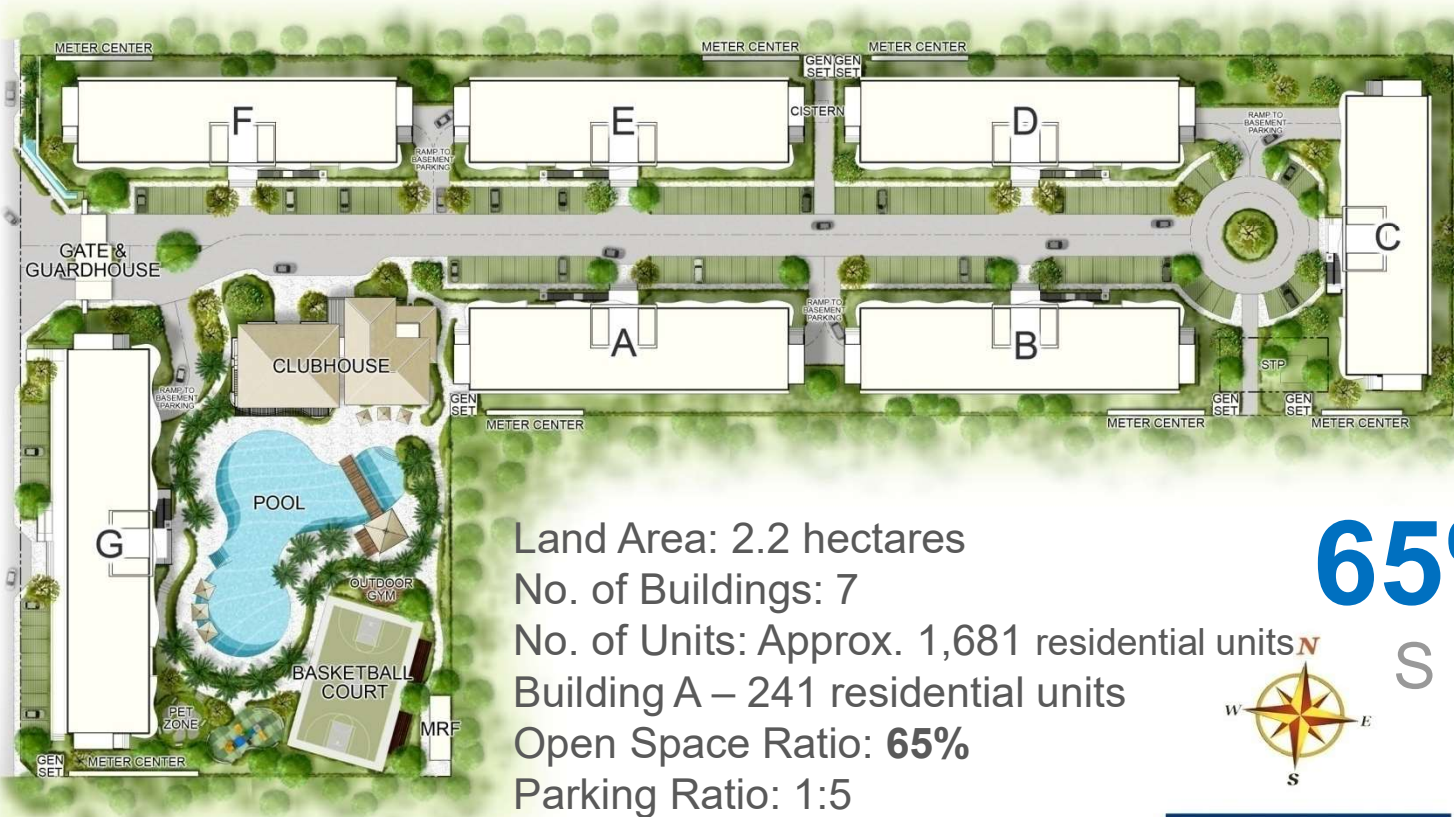 METER CENTER
METER CENTER
METER CENTER
GEN
SET
GEN
SET
CISTERN
F
E
D
C
RAMP TO
BASEMENT
PARKING
RAMP TO
BASEMENT
PARKING
GATE &
GUARDHOUSE
RAMP TO
BASEMENT
PARKING
A
B
CLUBHOUSE
STP
RAMP TO
BASEMENT
PARKING
GEN
SET
METER CENTER
METER CENTER
GEN
SET
GEN
SET
METER CENTER
POOL
G
OUTDOOR
GYM
BASKETBALL
COURT
PET
ZONE
MRF
GEN
SET
METER CENTER
Land Area: 2.2 hectares
No. of Buildings: 7
No. of Units: Approx. 1,681 residential units
Building A – 241 residential units
Open Space Ratio: 65%
Parking Ratio: 1:5
65%
S
N
W
E
S